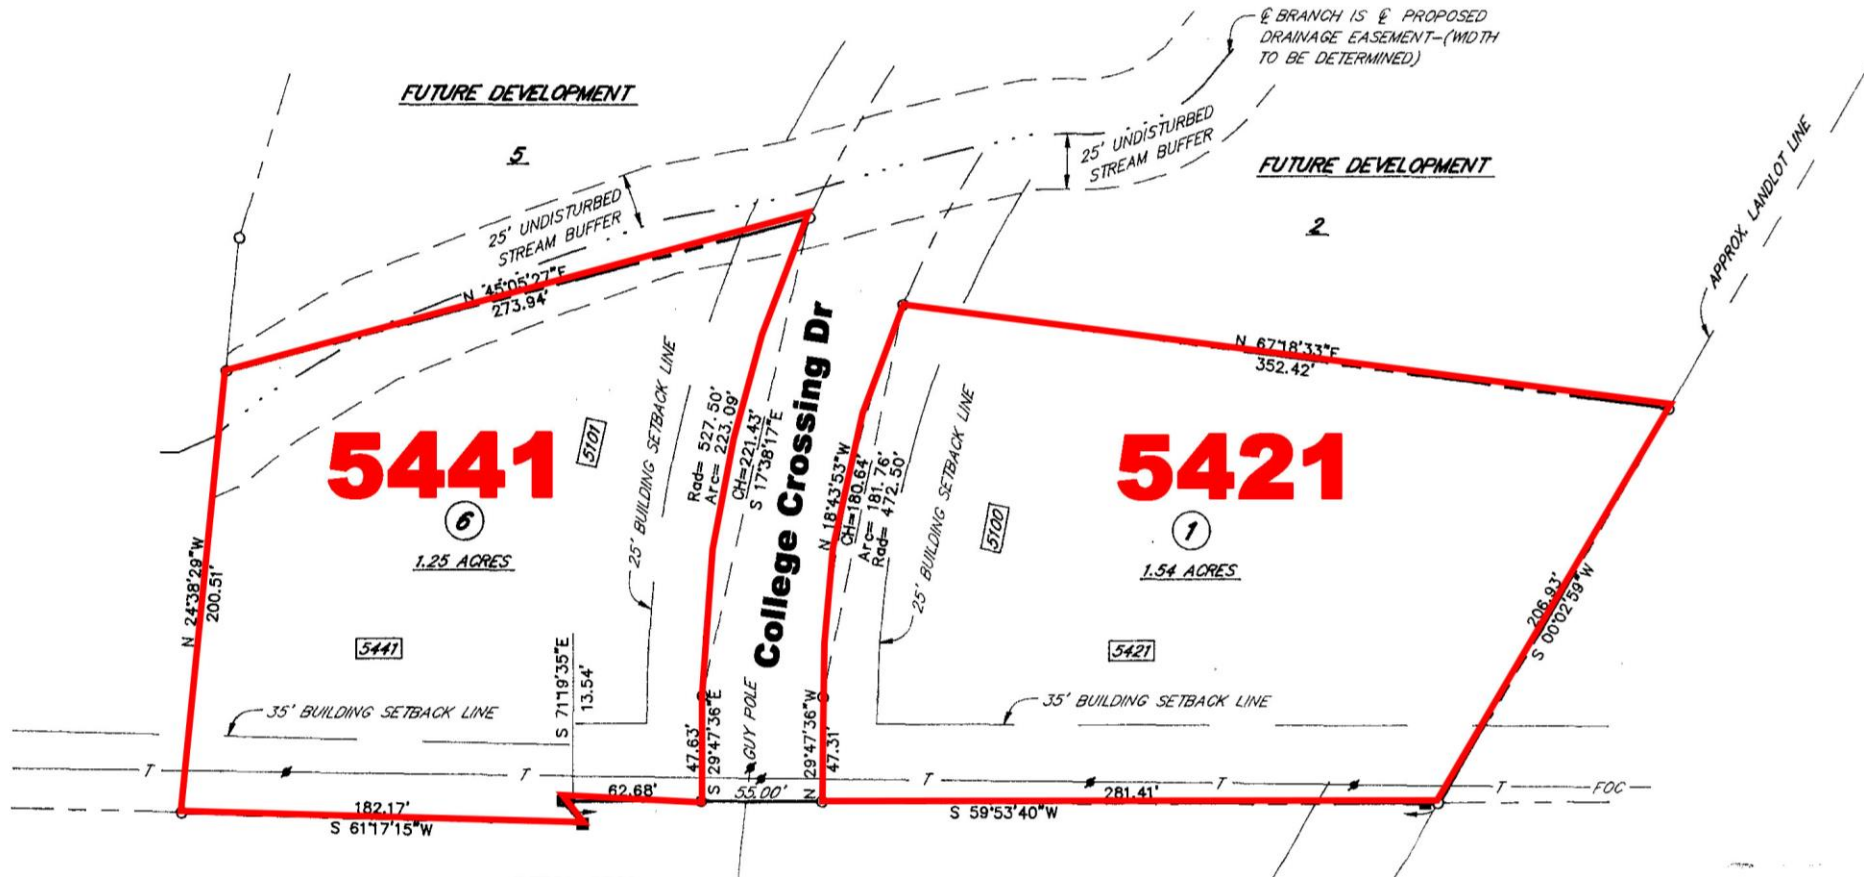 ℄ BRANCH IS ℄ PROPOSED
DRAINAGE EASEMENT-(WIDTH
TO BE DETERMINED)
FUTURE DEVELOPMENT
5
25' UNDISTURBED
STREAM BUFFER
25' UNDISTURBED
STREAM BUFFER
FUTURE DEVELOPMENT
2
APPROX. LANDLOT LINE
N 45°05'27"E
273.94'
N 67°18'33"E
352.42'
5441
6
1.25 ACRES
5101
25' BUILDING SETBACK LINE
Rad= 527.50'
Arc= 223.09'
CH=221.43'
S 17°38'17"E
College Crossing Dr
N 18°43'53"W
CH=180.64'
Arc= 181.76'
Rad= 472.50'
25' BUILDING SETBACK LINE
5100
5421
1
1.54 ACRES
N 24°38'29"W
200.51'
206.93'
S 00°02'59"W
5441
5421
S 71°19'35"E
13.54'
35' BUILDING SETBACK LINE
35' BUILDING SETBACK LINE
47.63'
S 29°47'36"E
GUY POLE
N 29°47'36"W
47.31'
T
T
T
T
T
FOC
182.17'
S 61°17'15"W
62.68'
55.00'
281.41'
S 59°53'40"W